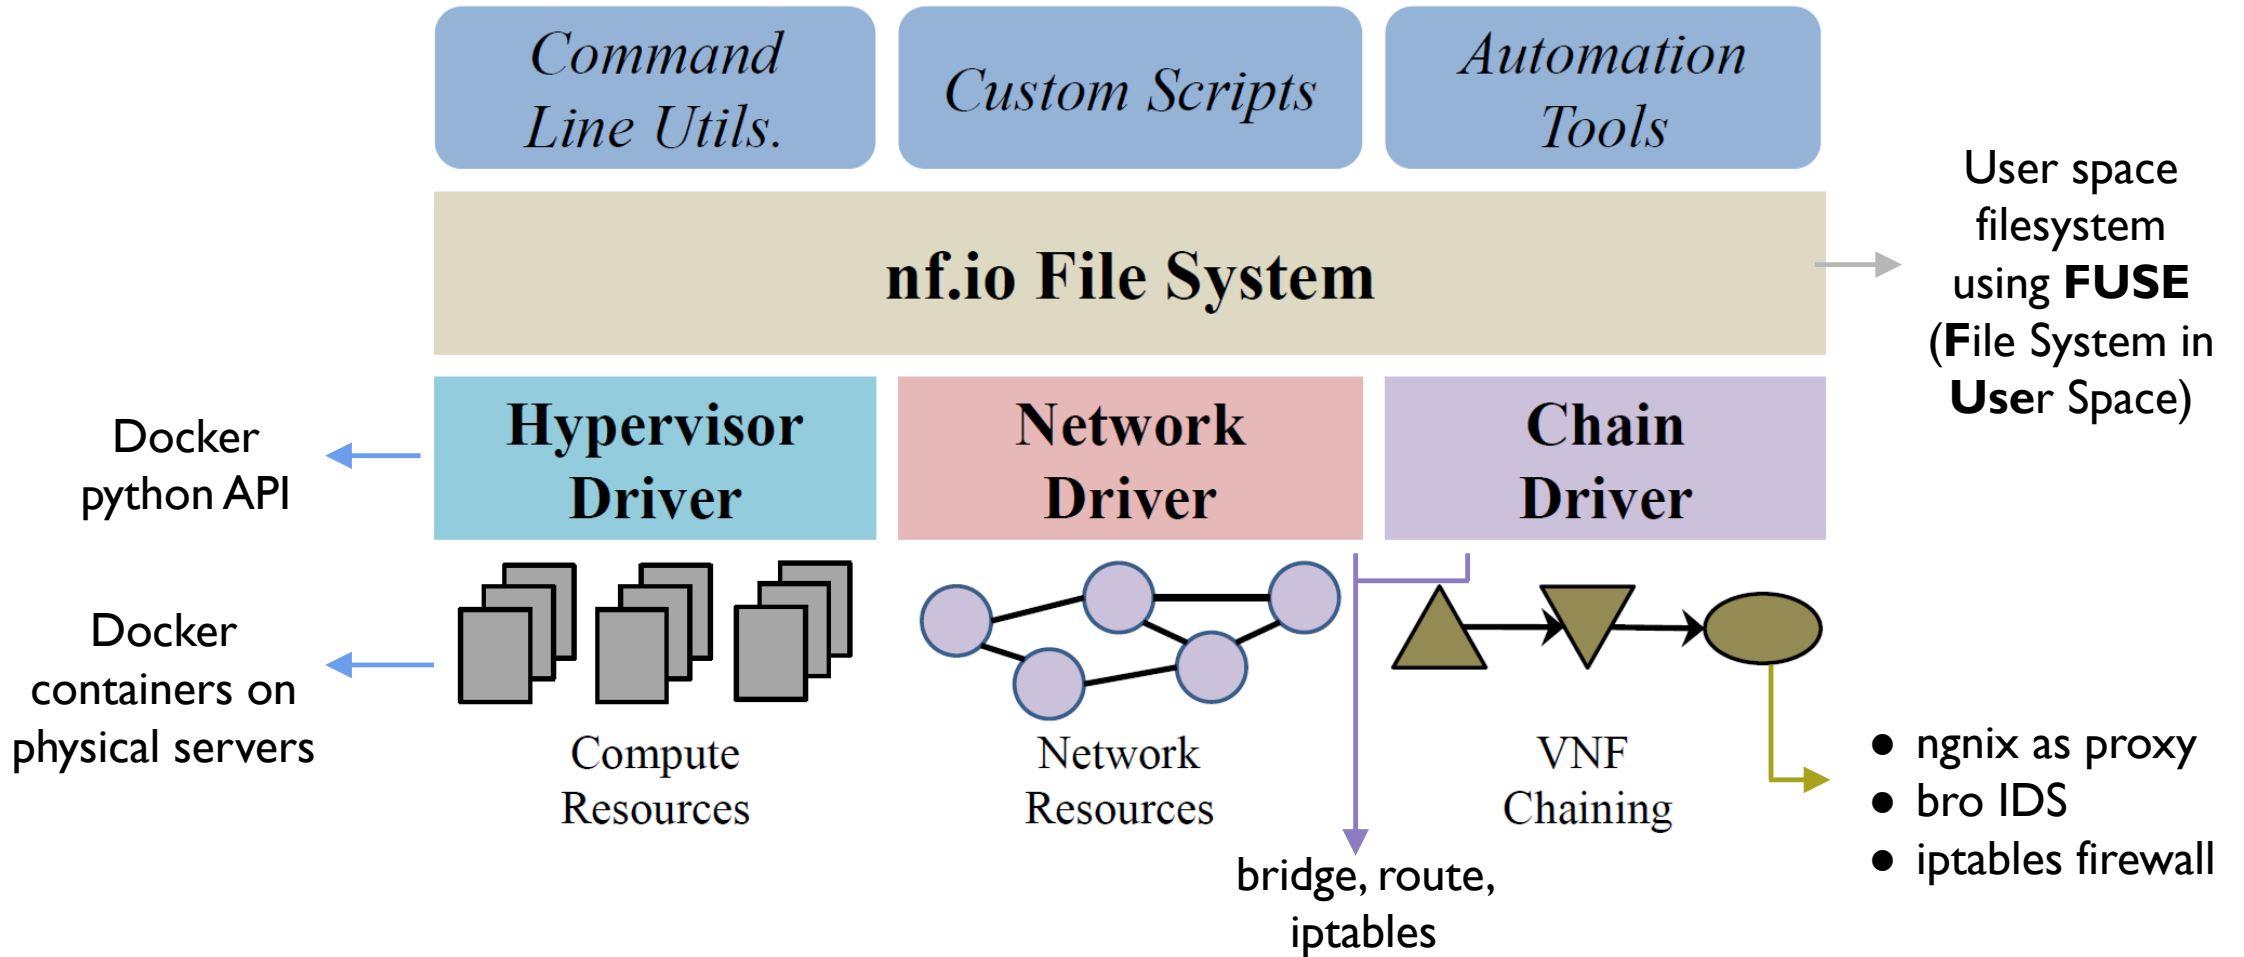 Command
Line Utils.
Custom Scripts
Automation
Tools
nf.io File System
User space
filesystem
using FUSE
(File System in
User Space)
Hypervisor
Driver
Network
Driver
Chain
Driver
Docker
python API
Docker
containers on
physical servers
Compute
Resources
Network
Resources
VNF
Chaining
● ngnix as proxy
● bro IDS
● iptables firewall
bridge, route,
iptables